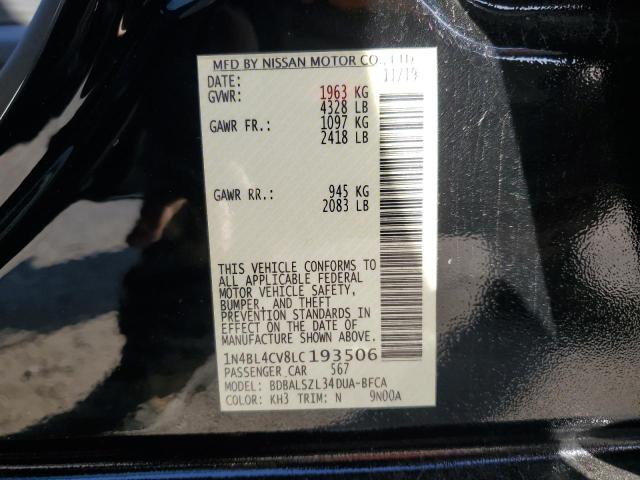 MFD BY NISSAN MOTOR CO.,LTD
DATE: 11/19
GVWR: 1963 KG
4328 LB
GAWR FR.: 1097 KG
2418 LB
GAWR RR.: 945 KG
2083 LB
THIS VEHICLE CONFORMS TO
ALL APPLICABLE FEDERAL
MOTOR VEHICLE SAFETY,
BUMPER, AND THEFT
PREVENTION STANDARDS IN
EFFECT ON THE DATE OF
MANUFACTURE SHOWN ABOVE.
1N4BL4CV8LC193506
PASSENGER CAR 567
MODEL: BDBALSZL34DUA-BFCA
COLOR: KH3 TRIM: N 9N00A